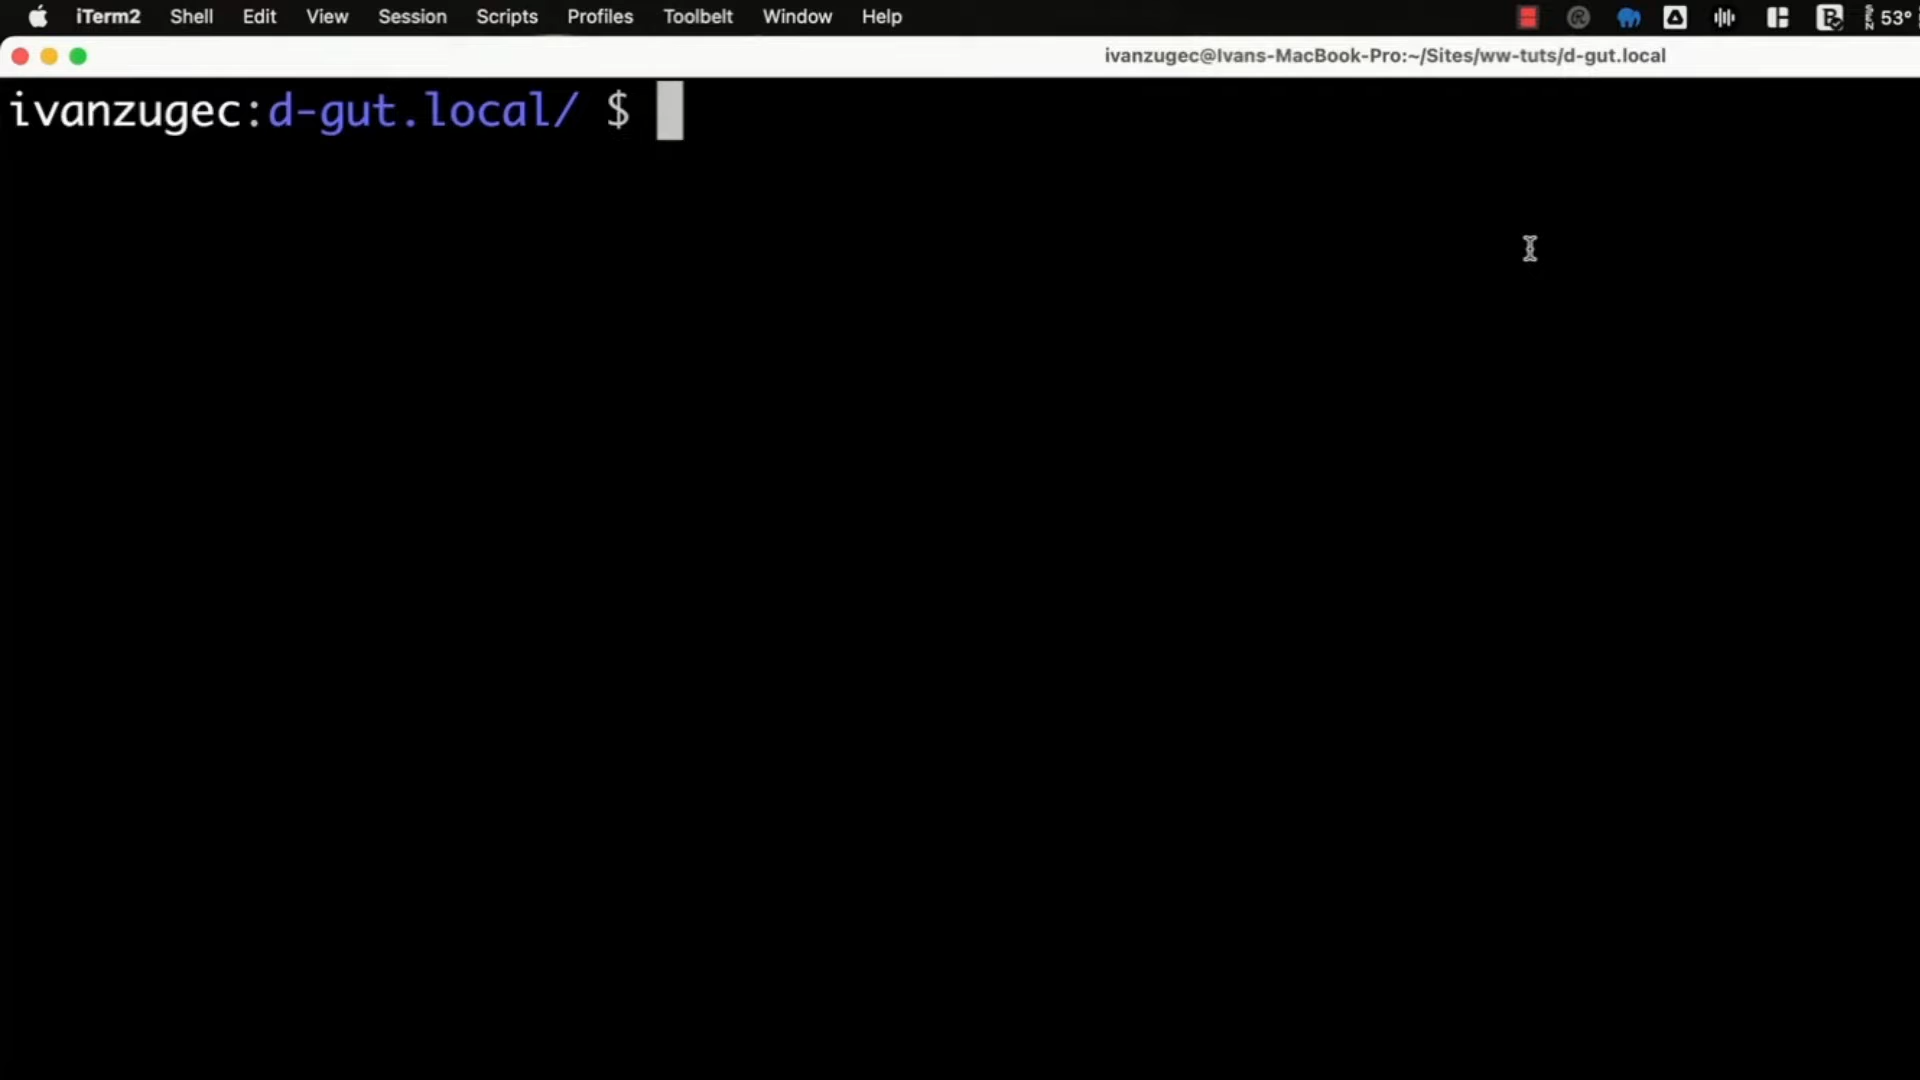 iTerm2 Shell Edit View Session Scripts Profiles Toolbelt Window Help 53°
ivanzugec@Ivans-MacBook-Pro:~/Sites/ww-tuts/d-gut.local
ivanzugec:d-gut.local/ $